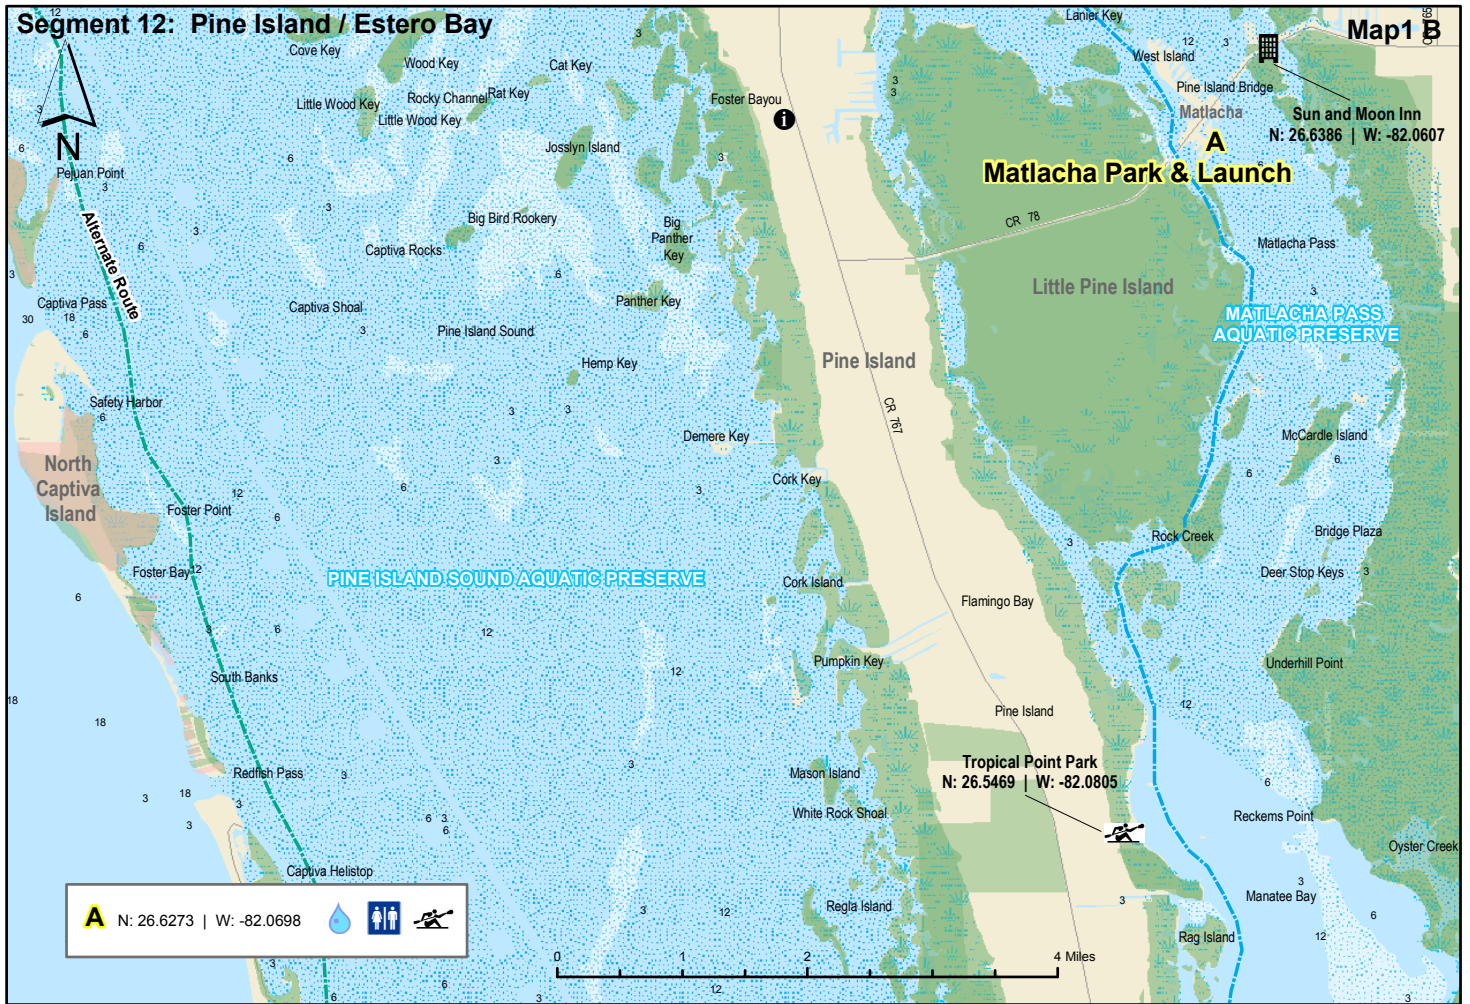 Segment 12: Pine Island / Estero Bay
Map1 B
N
Lanier Key
Cove Key
Wood Key
Cat Key
West Island
Little Wood Key
Rocky Channel
Rat Key
Foster Bayou
Pine Island Bridge
Matlacha
Little Wood Key
Sun and Moon Inn
N: 26.6386 | W: -82.0607
Josslyn Island
A
Matlacha Park & Launch
Pejuan Point
Alternate Route
Big Bird Rookery
Big
Panther
Key
CR 78
Captiva Rocks
Matlacha Pass
Captiva Pass
Captiva Shoal
Panther Key
Little Pine Island
Pine Island Sound
MATLACHA PASS
AQUATIC PRESERVE
Hemp Key
Pine Island
Safety Harbor
CR 767
Demere Key
McCardle Island
North
Captiva
Island
Cork Key
Foster Point
Rock Creek
Bridge Plaza
Foster Bay
PINE ISLAND SOUND AQUATIC PRESERVE
Cork Island
Deer Stop Keys
Flamingo Bay
Pumpkin Key
Underhill Point
South Banks
Pine Island
Redfish Pass
Mason Island
Tropical Point Park
N: 26.5469 | W: -82.0805
White Rock Shoal
Reckems Point
Oyster Creek
Captiva Helistop
Manatee Bay
Regla Island
A N: 26.6273 | W: -82.0698
Rag Island
0 1 2 4 Miles